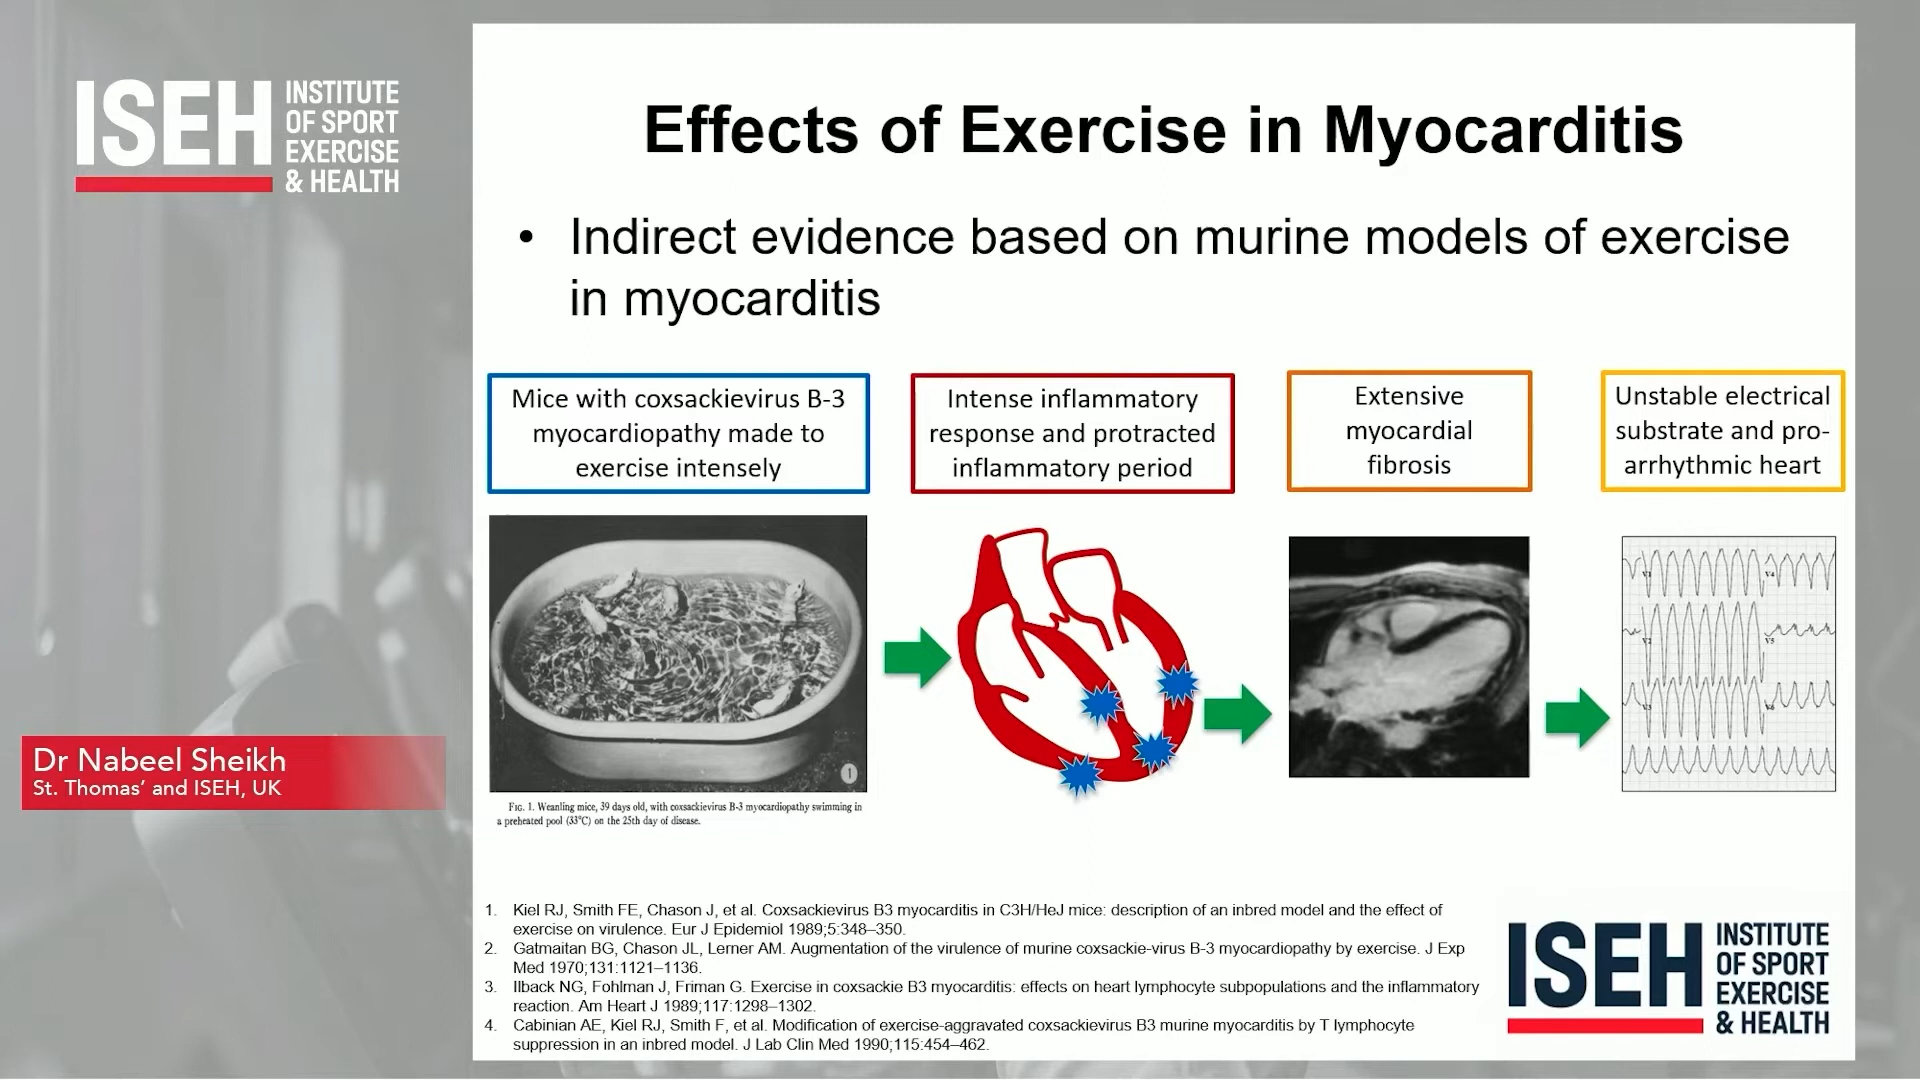 ISEH
INSTITUTE
OF SPORT
EXERCISE
& HEALTH
Effects of Exercise in Myocarditis
• Indirect evidence based on murine models of exercise
in myocarditis
Mice with coxsackievirus B-3
myocardiopathy made to
exercise intensely
Intense inflammatory
response and protracted
inflammatory period
Extensive
myocardial
fibrosis
Unstable electrical
substrate and pro-
arrhythmic heart
1
V1
V4
V2
V5
V3
V6
FIG. 1. Weanling mice, 39 days old, with coxsackievirus B-3 myocardiopathy swimming in
a preheated pool (33°C) on the 25th day of disease.
Dr Nabeel Sheikh
St. Thomas’ and ISEH, UK
1. Kiel RJ, Smith FE, Chason J, et al. Coxsackievirus B3 myocarditis in C3H/HeJ mice: description of an inbred model and the effect of
exercise on virulence. Eur J Epidemiol 1989;5:348–350.
2. Gatmaitan BG, Chason JL, Lerner AM. Augmentation of the virulence of murine coxsackie-virus B-3 myocardiopathy by exercise. J Exp
Med 1970;131:1121–1136.
3. Ilback NG, Fohlman J, Friman G. Exercise in coxsackie B3 myocarditis: effects on heart lymphocyte subpopulations and the inflammatory
reaction. Am Heart J 1989;117:1298–1302.
4. Cabinian AE, Kiel RJ, Smith F, et al. Modification of exercise-aggravated coxsackievirus B3 murine myocarditis by T lymphocyte
suppression in an inbred model. J Lab Clin Med 1990;115:454–462.
ISEH
INSTITUTE
OF SPORT
EXERCISE
& HEALTH